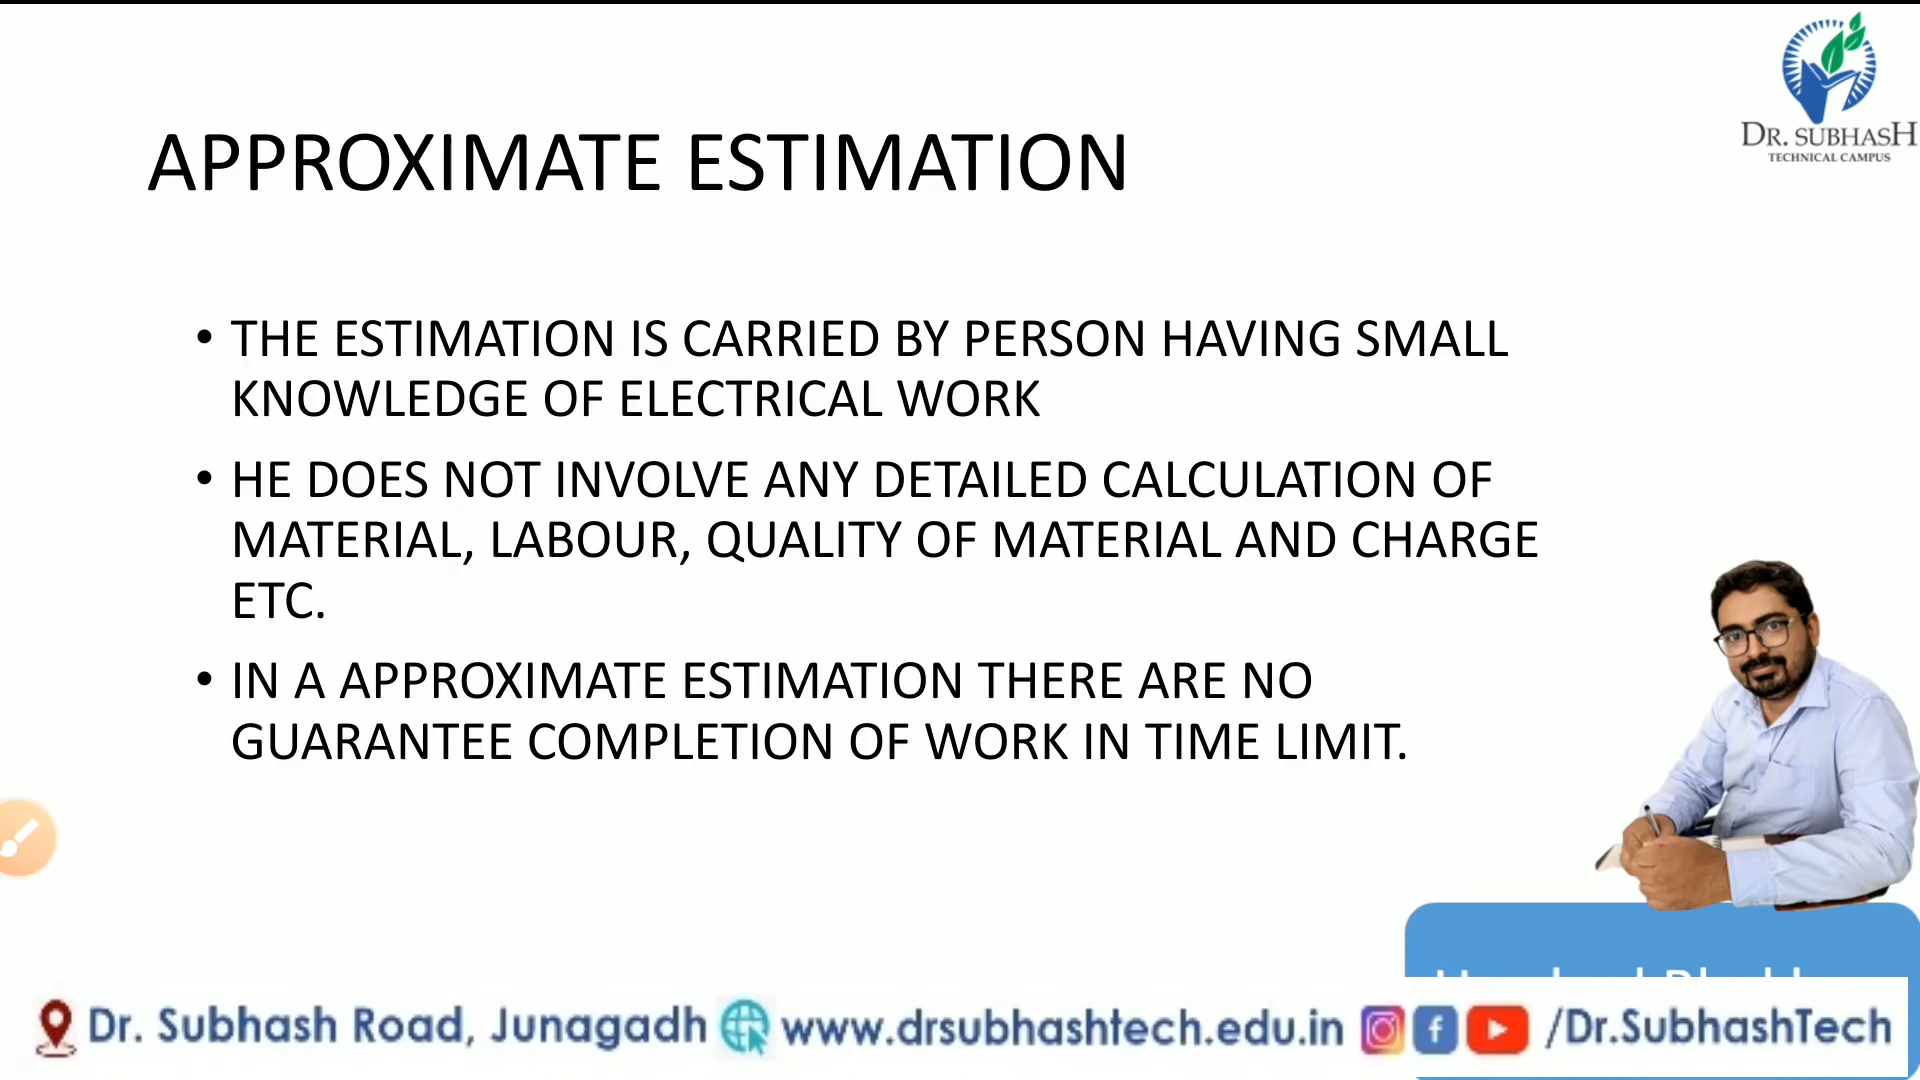 DR. SUBHASH
TECHNICAL CAMPUS
APPROXIMATE ESTIMATION
• THE ESTIMATION IS CARRIED BY PERSON HAVING SMALL
KNOWLEDGE OF ELECTRICAL WORK
• HE DOES NOT INVOLVE ANY DETAILED CALCULATION OF
MATERIAL, LABOUR, QUALITY OF MATERIAL AND CHARGE
ETC.
• IN A APPROXIMATE ESTIMATION THERE ARE NO
GUARANTEE COMPLETION OF WORK IN TIME LIMIT.
Dr. Subhash Road, Junagadh www.drsubhashtech.edu.in /Dr.SubhashTech